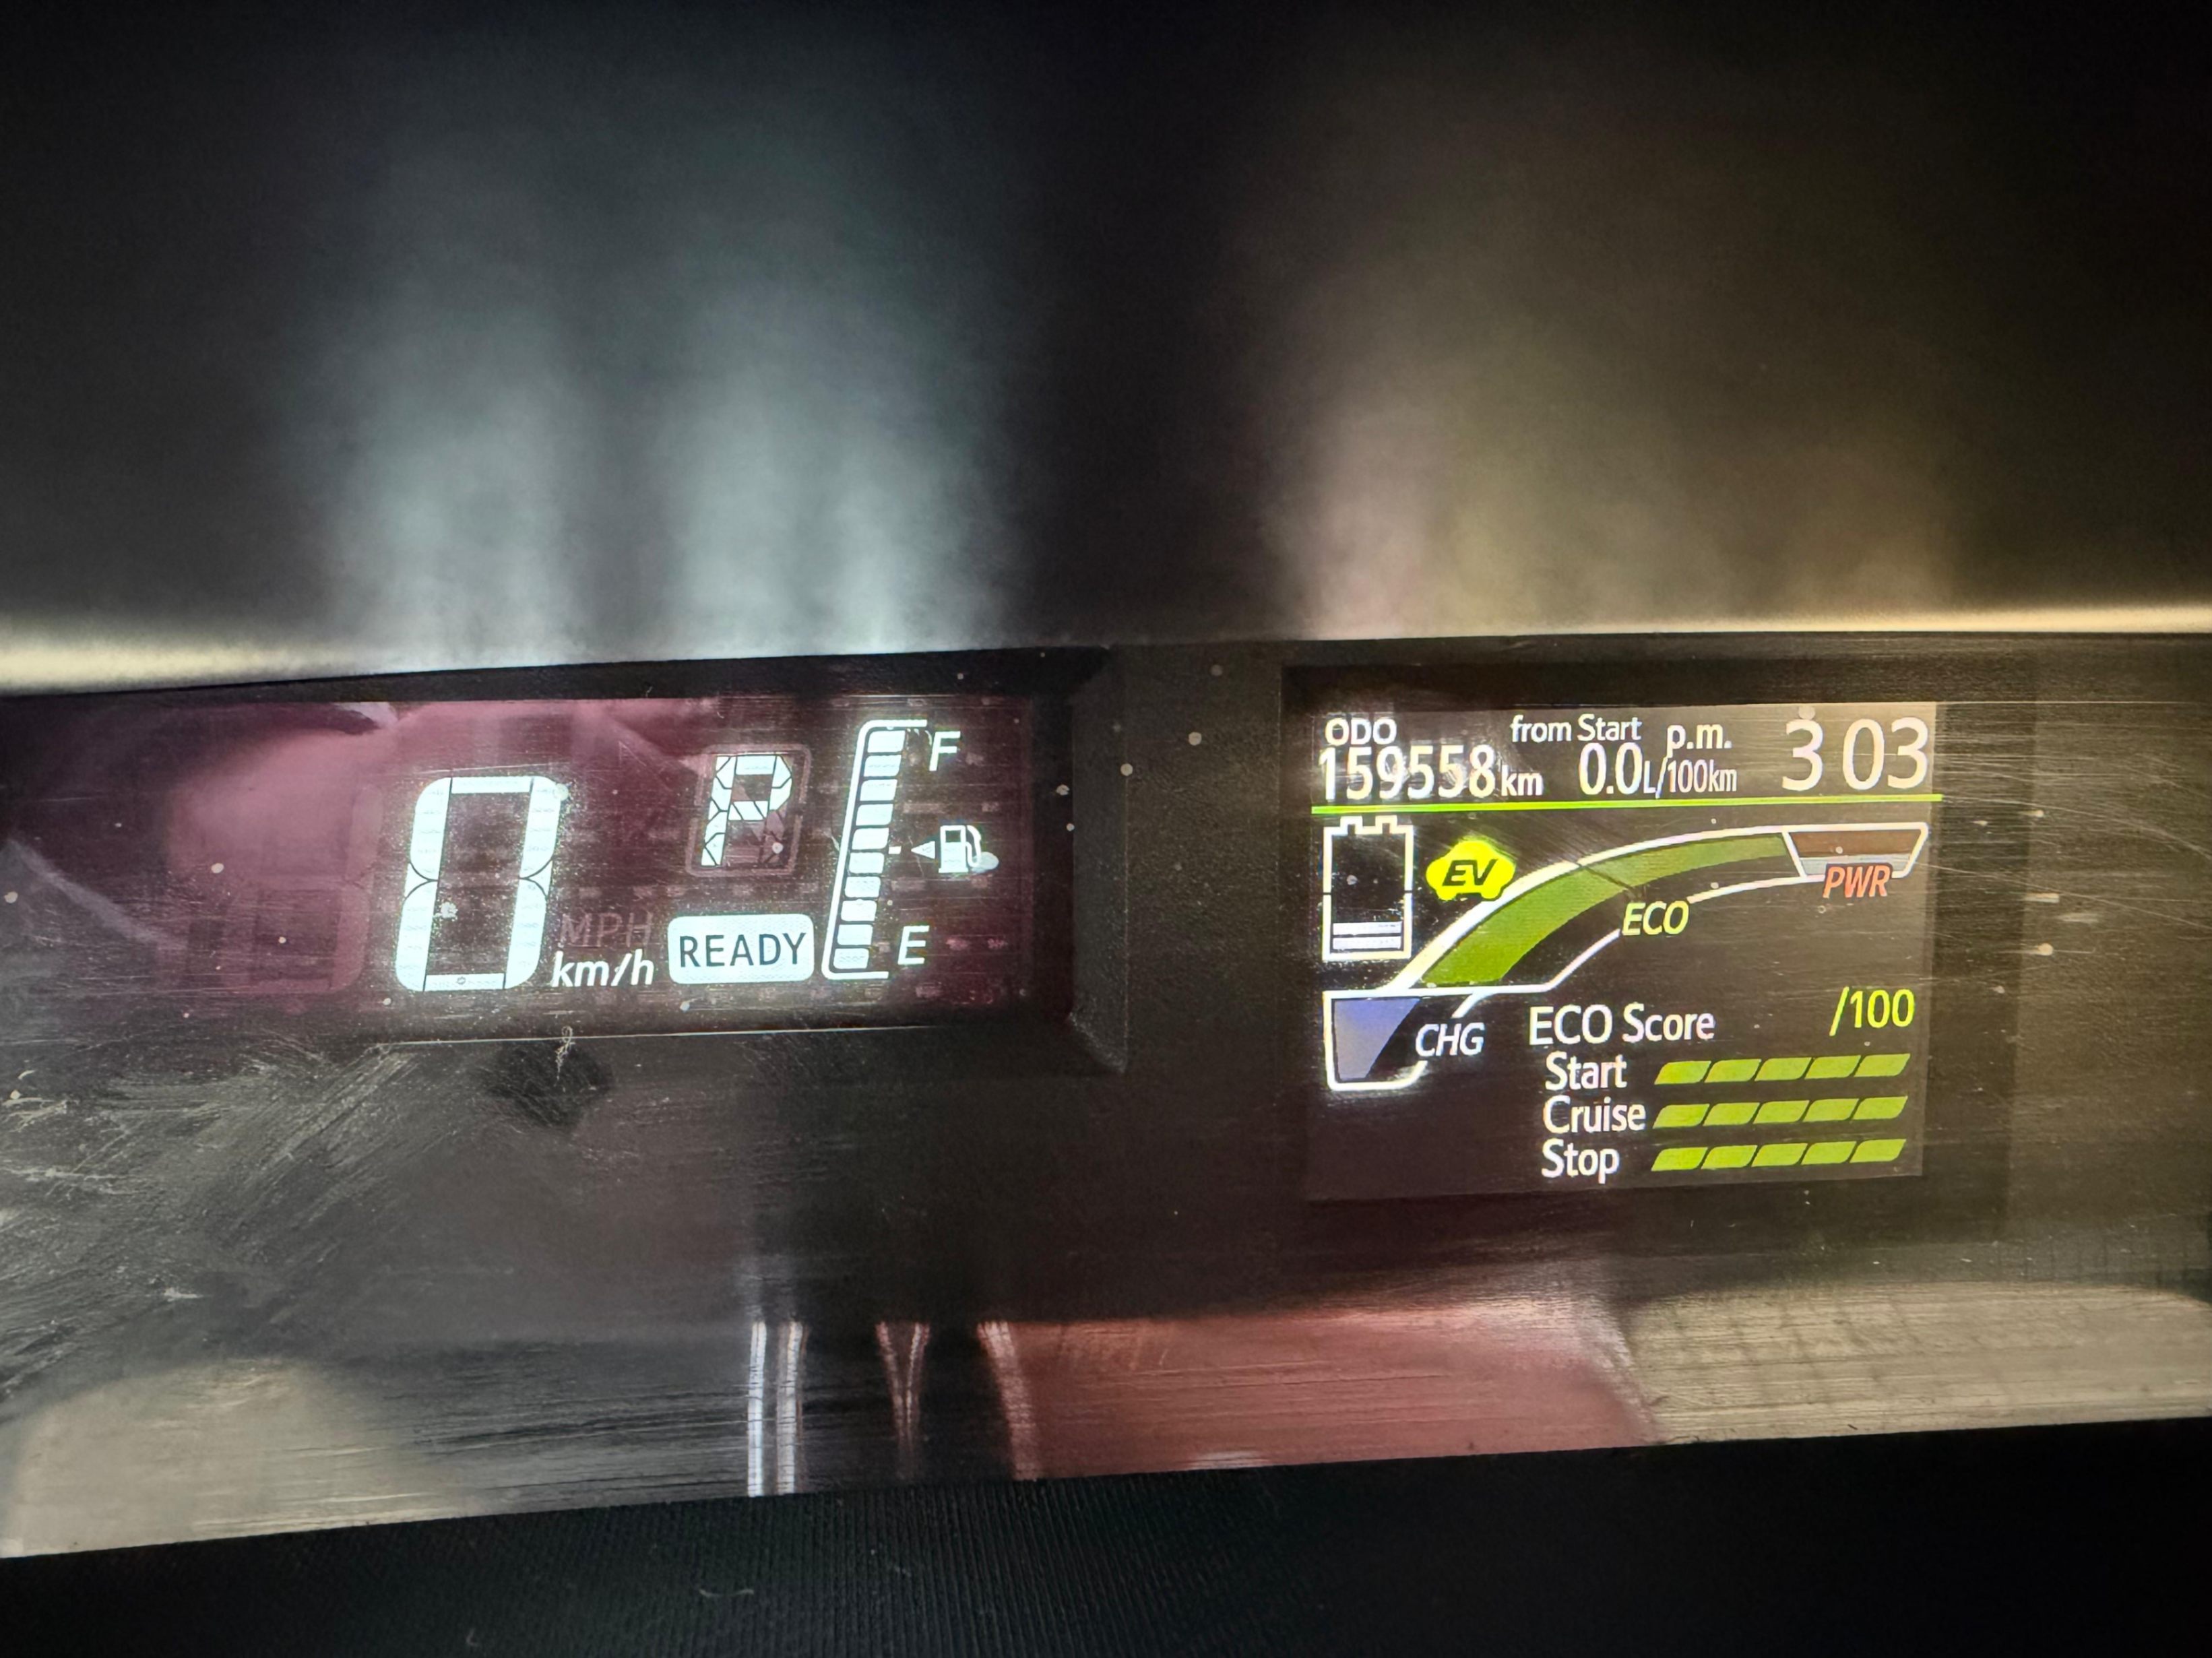 0 km/h
MPH
P
READY
F
E
ODO
159558 km
from Start
0.0 L/100km
p.m.
3 03
EV
ECO
PWR
CHG
ECO Score /100
Start
Cruise
Stop